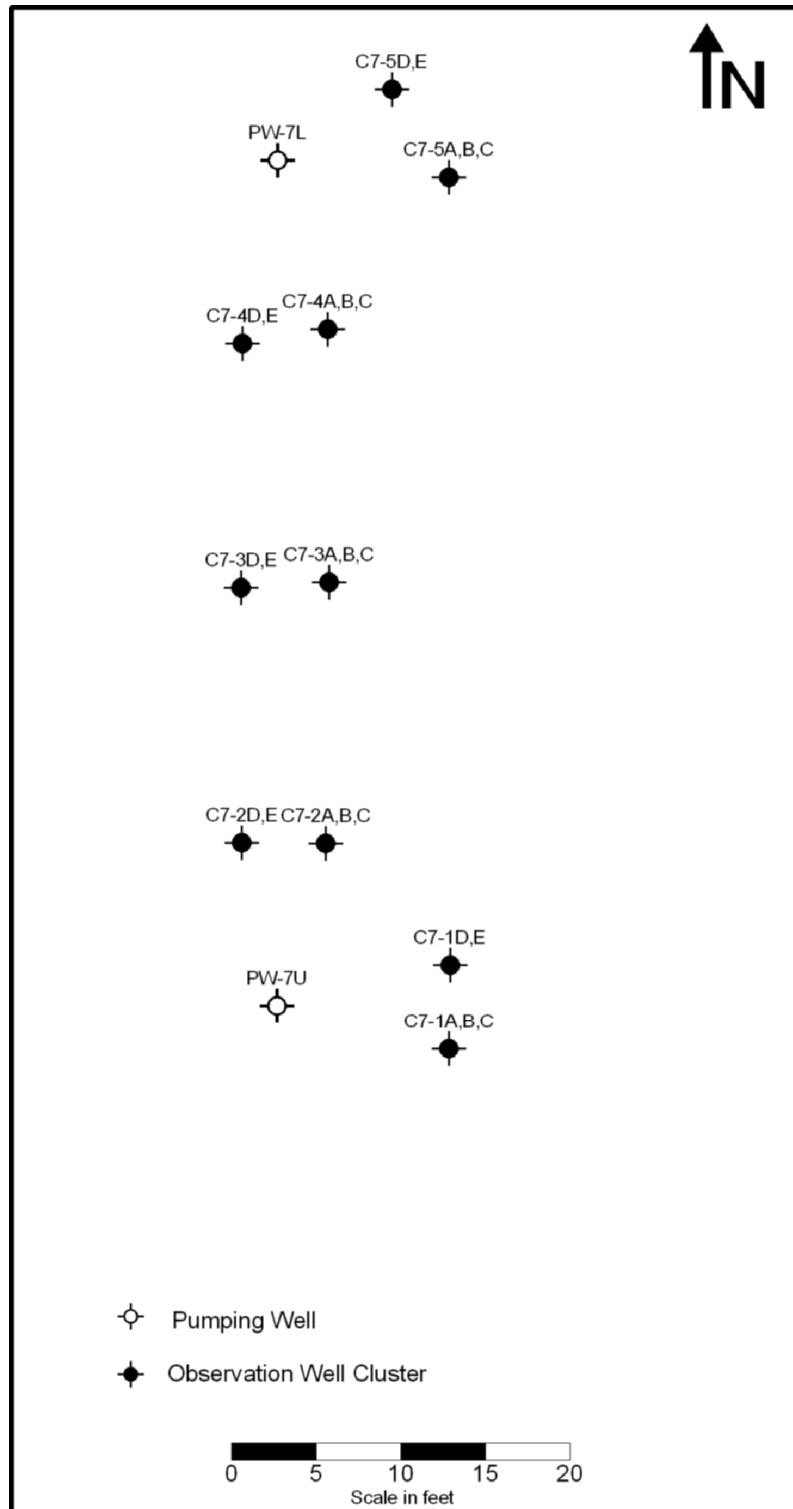 C7-5D,E
N
PW-7L
C7-5A,B,C
C7-4A,B,C
C7-4D,E
C7-3A,B,C
C7-3D,E
C7-2D,E C7-2A,B,C
C7-1D,E
PW-7U
C7-1A,B,C
Pumping Well
Observation Well Cluster
0 5 10 15 20
Scale in feet